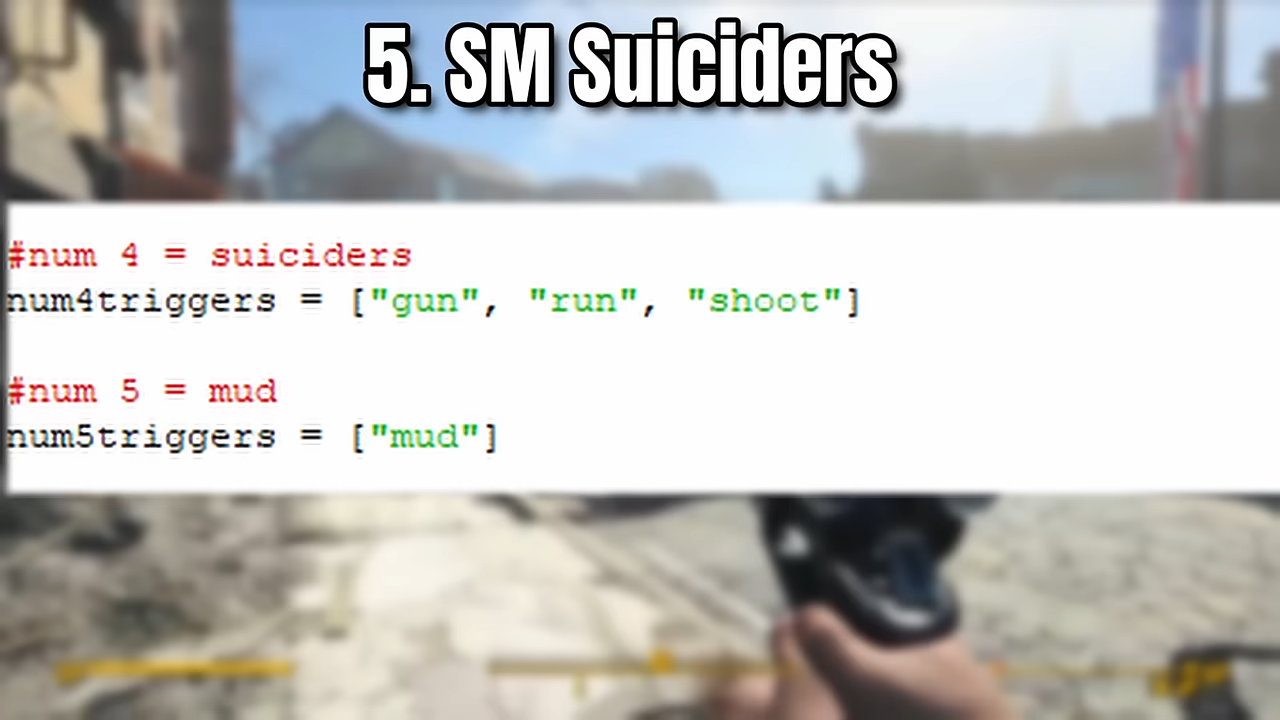 5. SM Suiciders
#num 4 = suiciders
num4triggers = ["gun", "run", "shoot"]
#num 5 = mud
num5triggers = ["mud"]